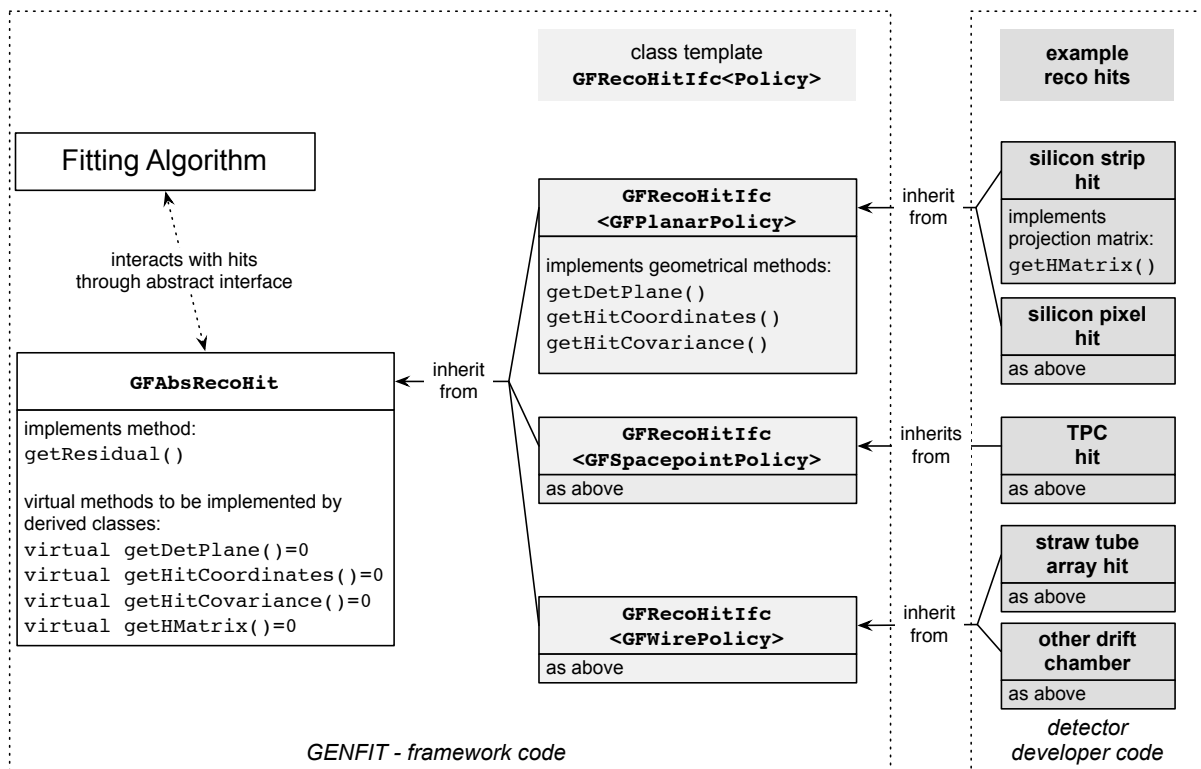 class template
GFRecoHitIfc<Policy>
example
reco hits
Fitting Algorithm
interacts with hits
through abstract interface
GFAbsRecoHit
implements method:
getResidual()
virtual methods to be implemented by
derived classes:
virtual getDetPlane()=0
virtual getHitCoordinates()=0
virtual getHitCovariance()=0
virtual getHMatrix()=0
inherit
from
GFRecoHitIfc
<GFPlanarPolicy>
implements geometrical methods:
getDetPlane()
getHitCoordinates()
getHitCovariance()
GFRecoHitIfc
<GFSpacepointPolicy>
as above
GFRecoHitIfc
<GFWirePolicy>
as above
inherit
from
inherits
from
inherit
from
silicon strip
hit
implements
projection matrix:
getHMatrix()
silicon pixel
hit
as above
TPC
hit
as above
straw tube
array hit
as above
other drift
chamber
as above
GENFIT - framework code
detector
developer code